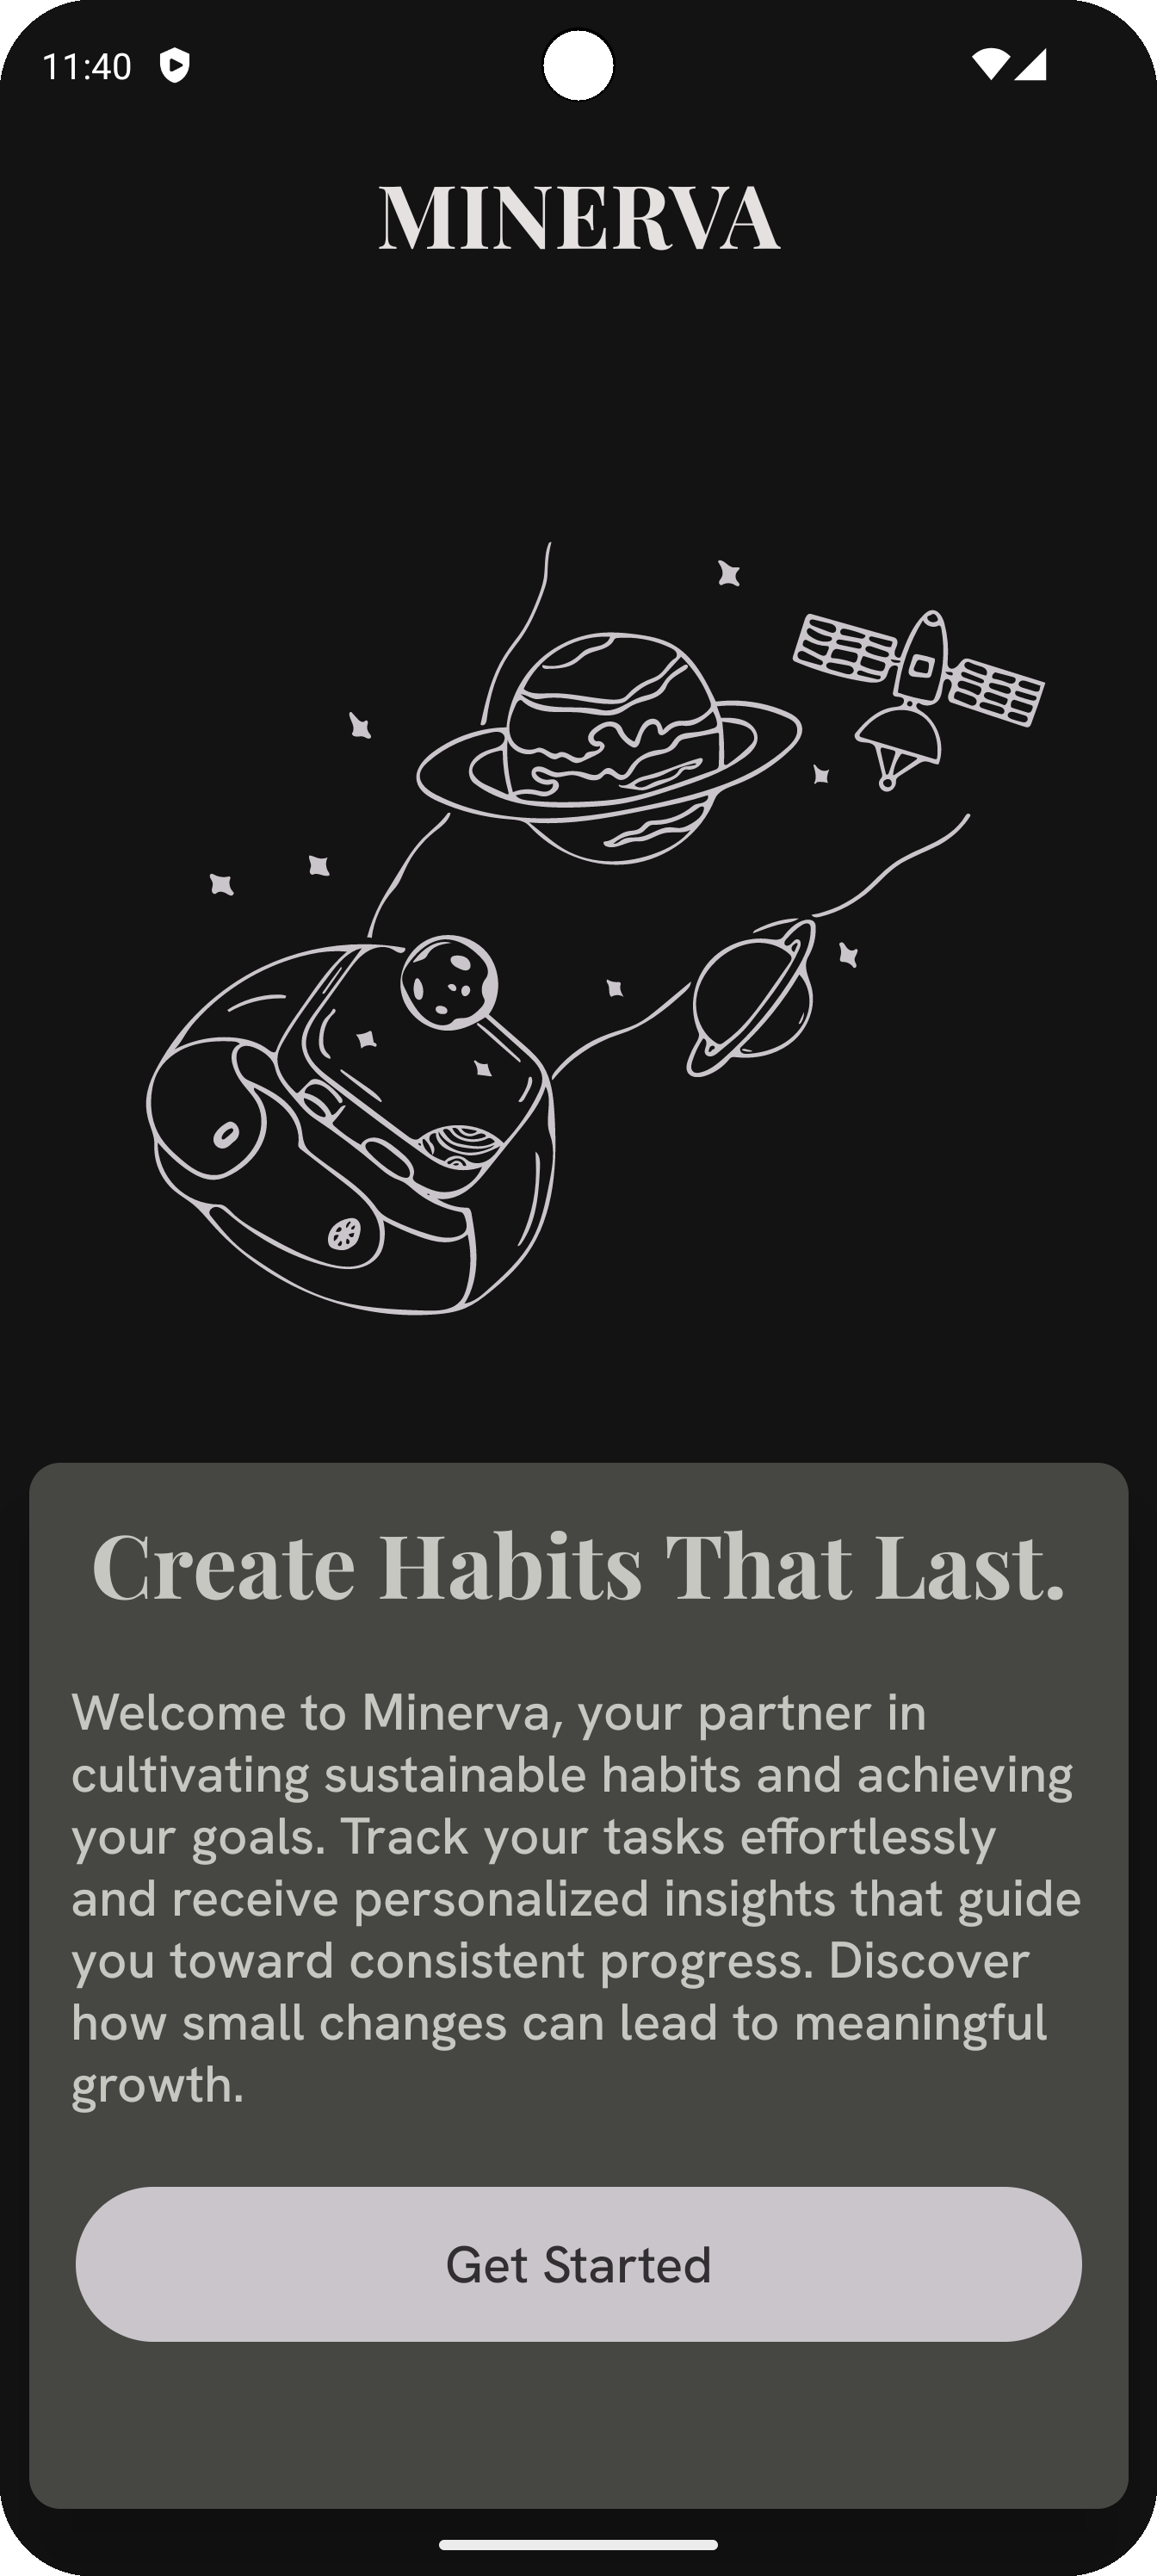 11:40
MINERVA
Create Habits That Last.
Welcome to Minerva, your partner in
cultivating sustainable habits and achieving
your goals. Track your tasks effortlessly
and receive personalized insights that guide
you toward consistent progress. Discover
how small changes can lead to meaningful
growth.
Get Started